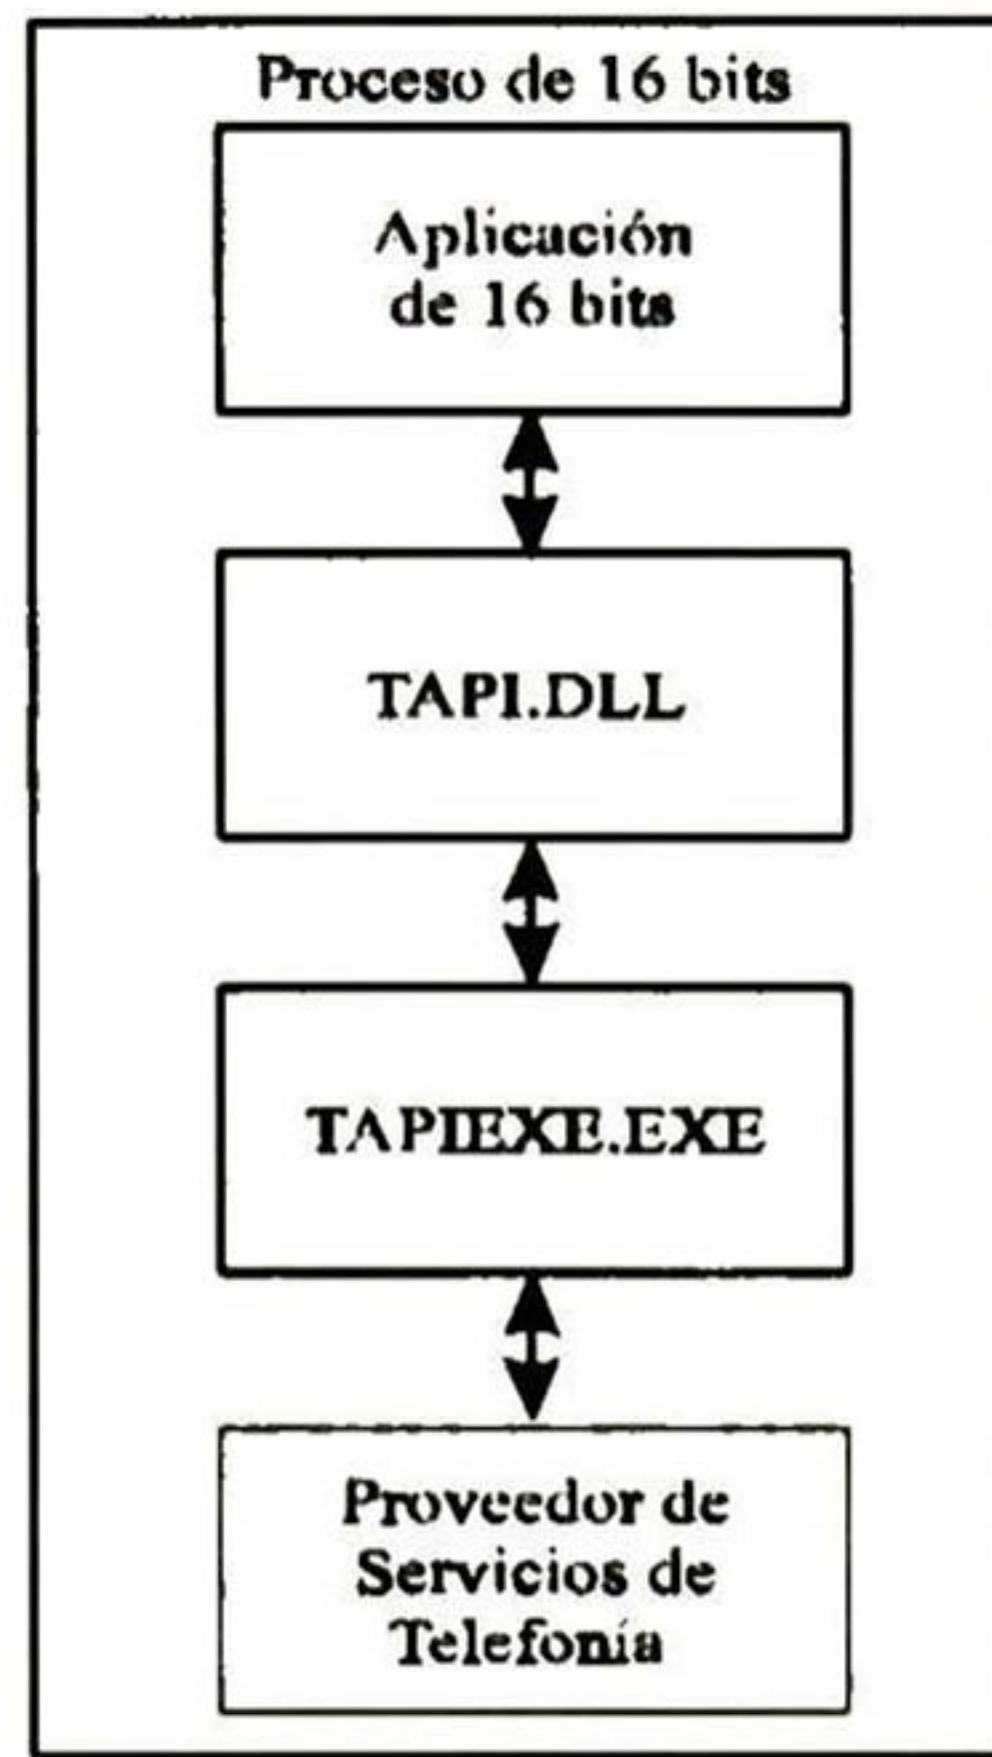 Proceso de 16 bits
Aplicación
de 16 bits
TAPI.DLL
TAPIEXE.EXE
Proveedor de
Servicios de
Telefonía